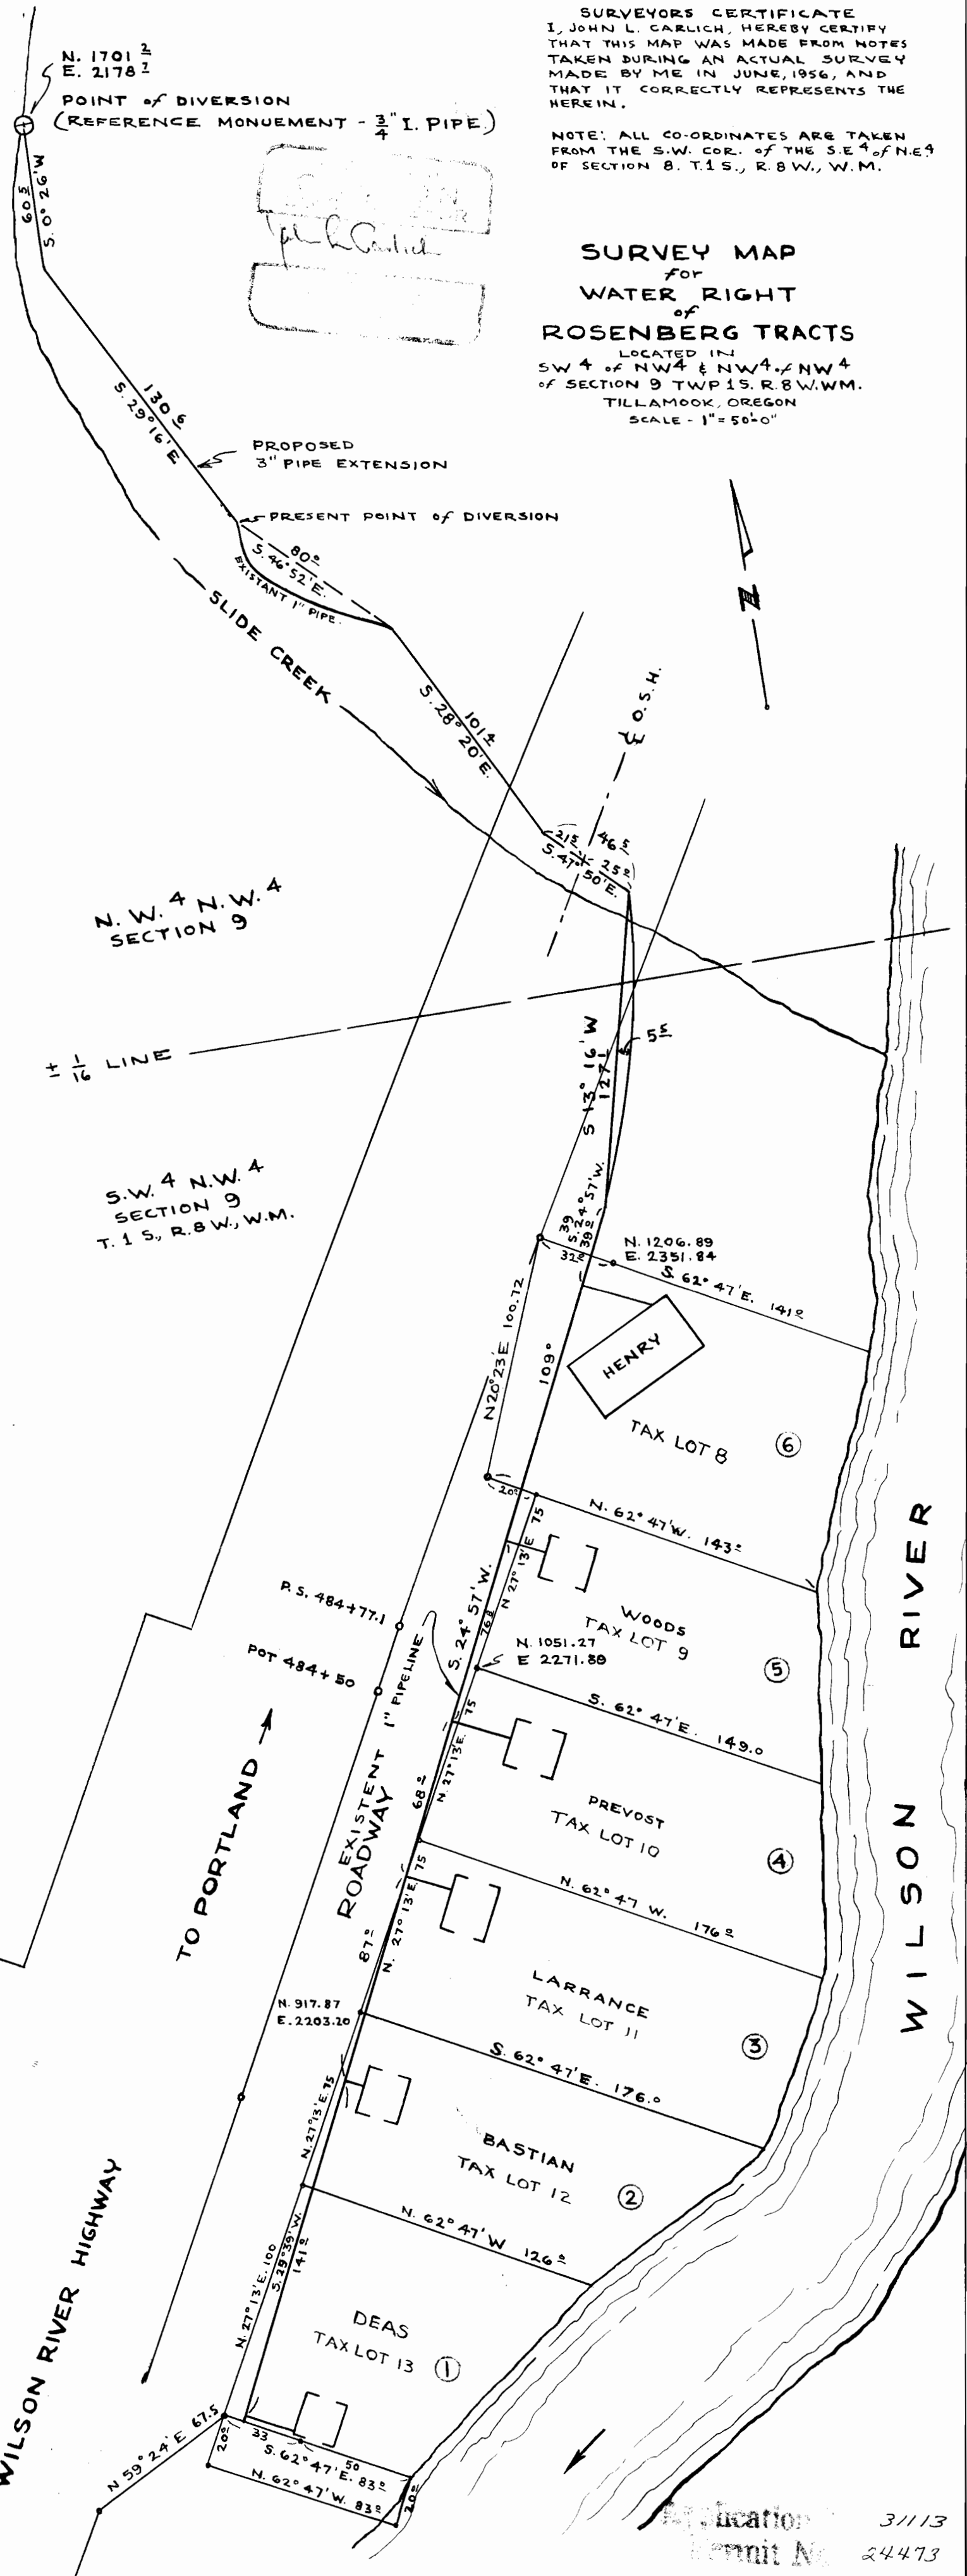 SURVEYORS CERTIFICATE
I, JOHN L. CARLICH, HEREBY CERTIFY
THAT THIS MAP WAS MADE FROM NOTES
TAKEN DURING AN ACTUAL SURVEY
MADE BY ME IN JUNE, 1956, AND
THAT IT CORRECTLY REPRESENTS THE
HEREIN.
NOTE: ALL CO-ORDINATES ARE TAKEN
FROM THE S.W. COR. of THE S.E 4 of N.E. 4
OF SECTION 8. T.1 S., R. 8 W., W.M.
N. 1701 2
E. 2178 7
POINT of DIVERSION
(REFERENCE MONUEMENT - 3/4" I. PIPE.)
60 5
S. 0° 26' W
SURVEY MAP
for
WATER RIGHT
of
ROSENBERG TRACTS
LOCATED IN
SW 4 of NW 4 & NW 4 of NW 4
of SECTION 9 TWP 1 S. R. 8 W. WM.
TILLAMOOK, OREGON
SCALE - 1" = 50'-0"
130 6
S. 29° 16' E
PROPOSED
3" PIPE EXTENSION
PRESENT POINT of DIVERSION
80 0
S. 46° 52' E.
EXISTANT 1" PIPE.
SLIDE CREEK
N
101 4
S. 28° 20' E.
℄ O.S.H.
21 5
46 5
25 0
S. 47° 50' E.
N. W. 4 N. W. 4
SECTION 9
± 1/16 LINE
S 13° 16' W
127 1
5 5
S.W. 4 N.W. 4
SECTION 9
T. 1 S., R. 8 W., W.M.
39
S. 24° 57' W.
39 0
32 0
N. 1206.89
E. 2351.84
S. 62° 47' E. 141 0
N 20° 23' E 100.72
109 0
HENRY
TAX LOT 8
6
20 0
N. 62° 47' W. 143 0
N 27° 13' E 75
P.S. 484+77.1
POT 484+50
S. 24° 57' W.
76 8
WOODS
TAX LOT 9
5
N. 1051.27
E 2271.88
S. 62° 47' E. 149.0
EXISTENT 1" PIPELINE
ROADWAY
TO PORTLAND
N. 27° 13' E. 75
68 0
PREVOST
TAX LOT 10
4
N. 62° 47 W. 176 0
N. 27° 13' E. 75
87 0
WILSON RIVER
N. 917.87
E. 2203.20
LARRANCE
TAX LOT 11
3
S. 62° 47' E. 176.0
N. 27° 13' E. 75
BASTIAN
TAX LOT 12
2
N. 62° 47' W 126 0
N. 27° 13' E. 100
S. 29° 39' W.
141 0
DEAS
TAX LOT 13
1
WILSON RIVER HIGHWAY
N 59° 24' E 67.5
20 0
33
50
S. 62° 47' E. 83 0
N. 62° 47' W. 83 0
20 0
Application 31113
Permit No 24473